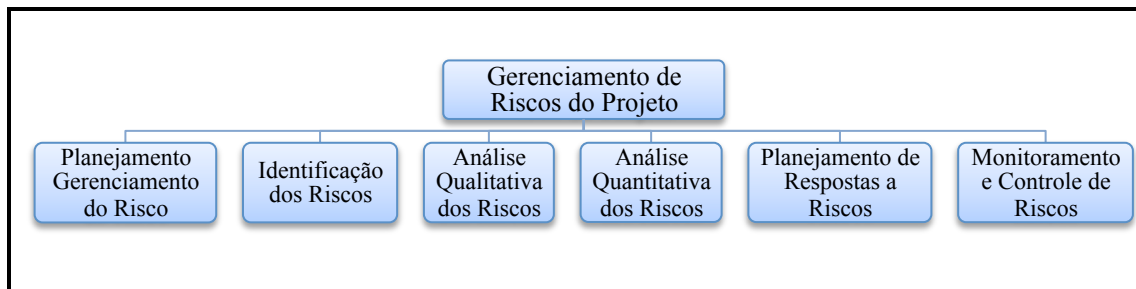 Gerenciamento de
Riscos do Projeto
Planejamento
Gerenciamento
do Risco
Identificação
dos Riscos
Análise
Qualitativa
dos Riscos
Análise
Quantitativa
dos Riscos
Planejamento de
Respostas a
Riscos
Monitoramento
e Controle de
Riscos